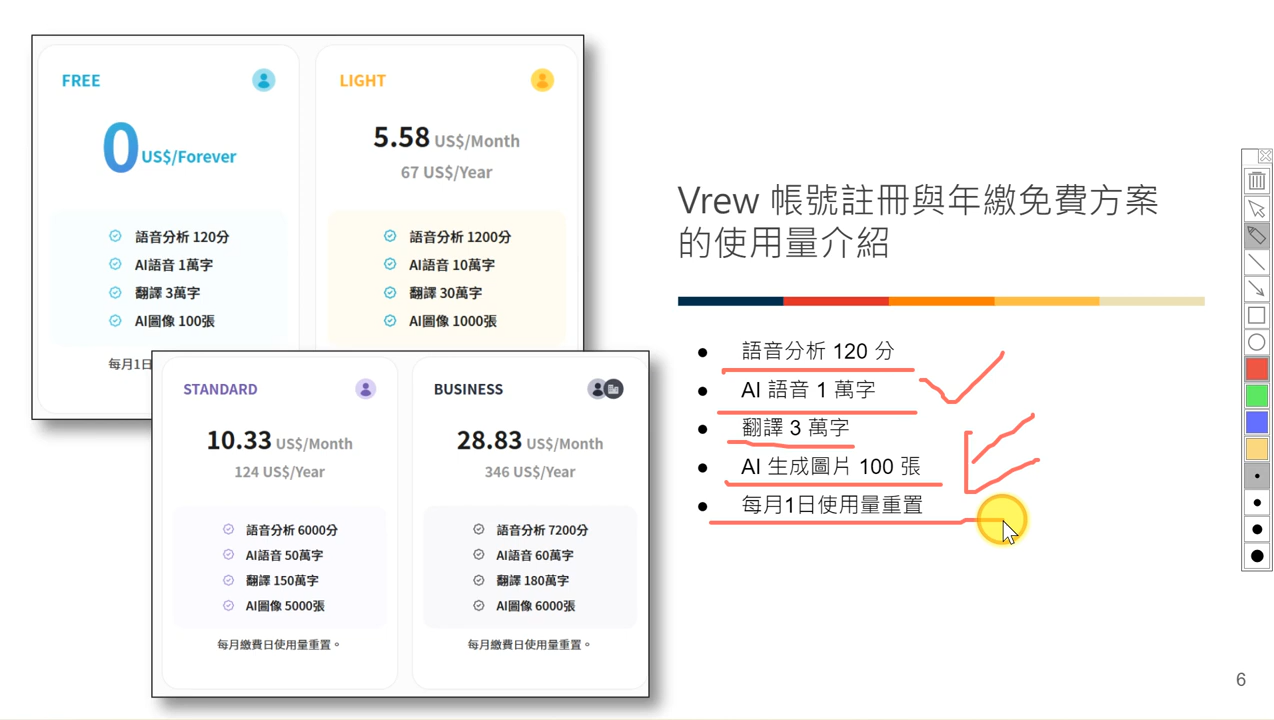 FREE
0 US$/Forever
語音分析 120分
AI語音 1萬字
翻譯 3萬字
AI圖像 100張
每月1日
LIGHT
5.58 US$/Month
67 US$/Year
語音分析 1200分
AI語音 10萬字
翻譯 30萬字
AI圖像 1000張
STANDARD
10.33 US$/Month
124 US$/Year
語音分析 6000分
AI語音 50萬字
翻譯 150萬字
AI圖像 5000張
每月繳費日使用量重置。
BUSINESS
28.83 US$/Month
346 US$/Year
語音分析 7200分
AI語音 60萬字
翻譯 180萬字
AI圖像 6000張
每月繳費日使用量重置。
Vrew 帳號註冊與年繳免費方案
的使用量介紹
• 語音分析 120 分
• AI 語音 1 萬字
• 翻譯 3 萬字
• AI 生成圖片 100 張
• 每月1日使用量重置
6